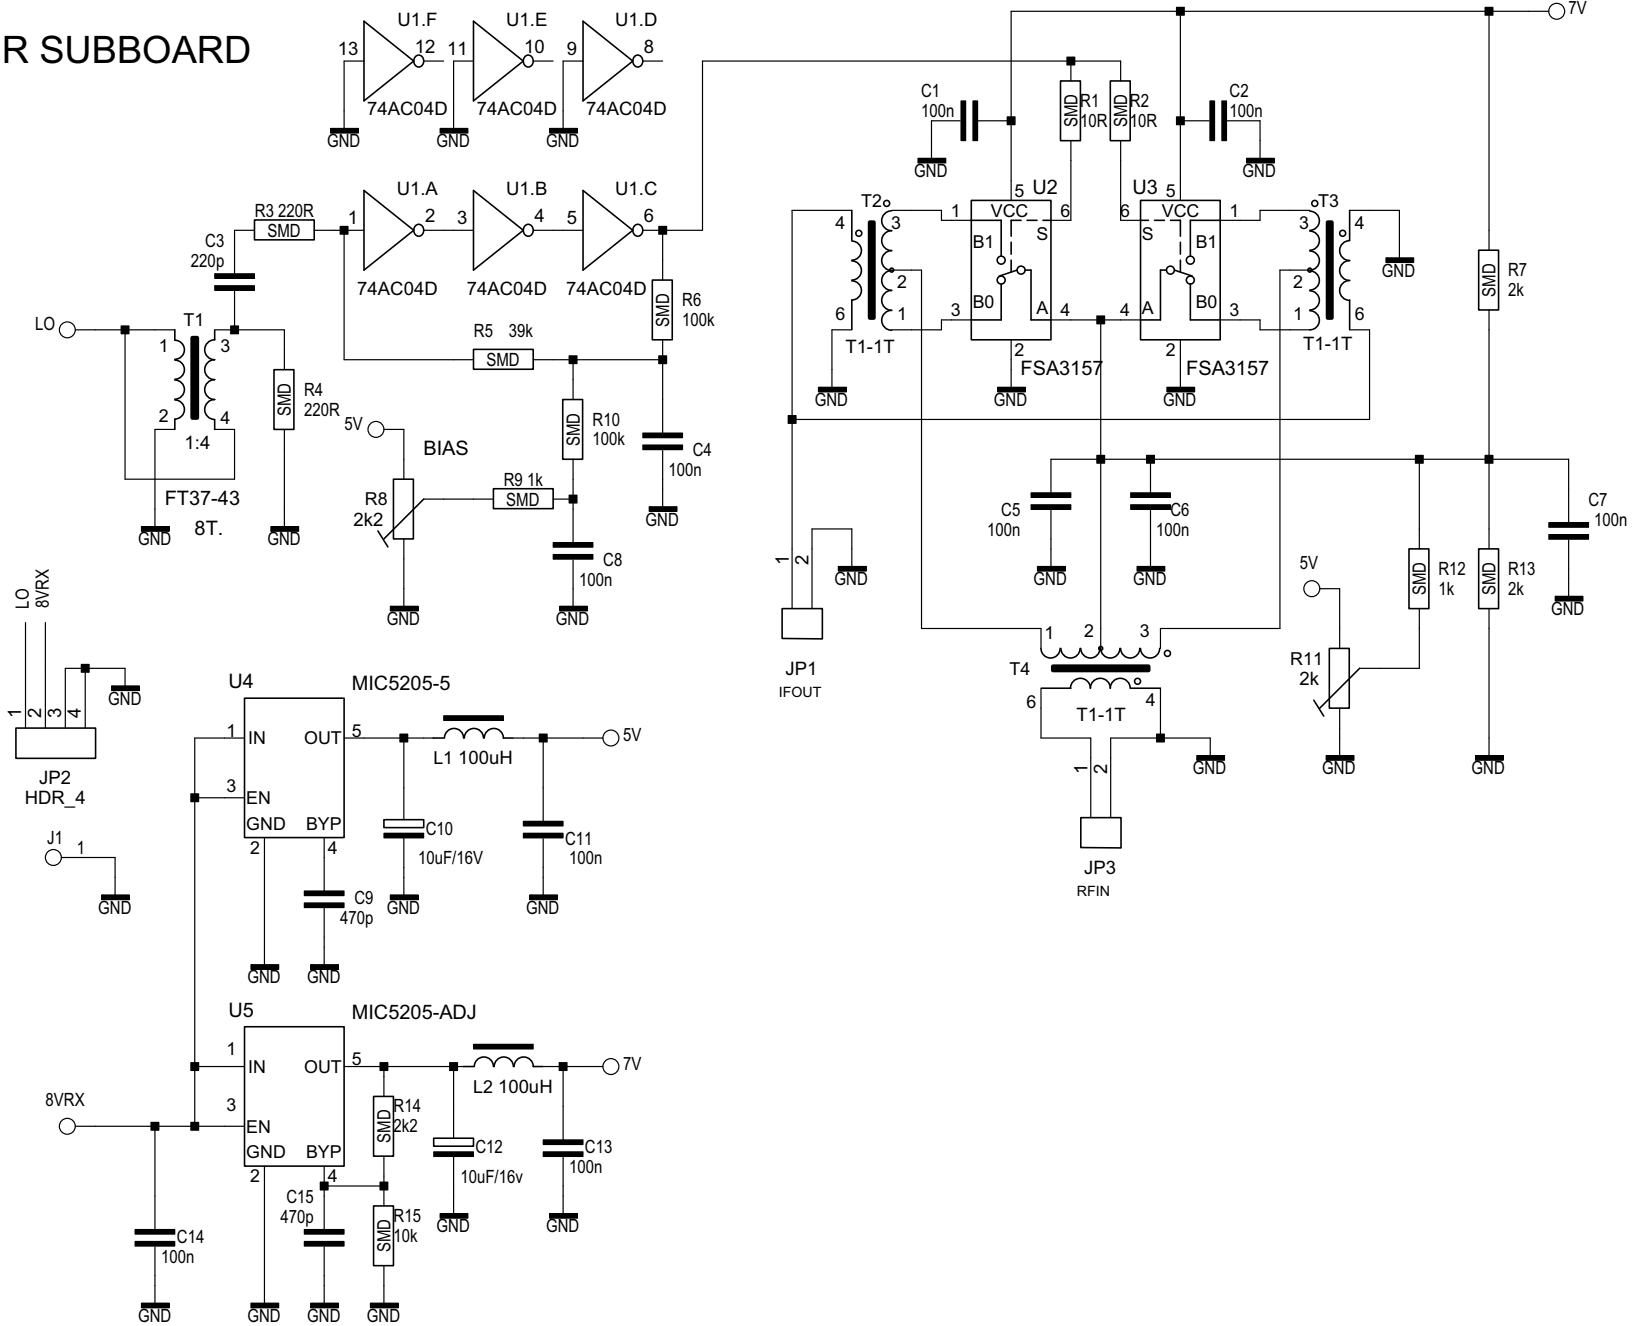 R SUBBOARD
U1.F
U1.E
U1.D
13
12
11
10
9
8
74AC04D
74AC04D
74AC04D
GND
GND
GND
7V
C1
100n
GND
SMD
R1
10R
SMD
R2
10R
C2
100n
GND
U1.A
U1.B
U1.C
R3 220R
SMD
1
2
3
4
5
6
74AC04D
74AC04D
74AC04D
C3
220p
LO
T1
1
3
2
4
1:4
FT37-43
8T.
GND
SMD
R4
220R
GND
R5 39k
SMD
SMD
R6
100k
SMD
R10
100k
C4
100n
GND
5V
BIAS
R8
2k2
R9 1k
SMD
GND
C8
100n
GND
T2
4
3
2
6
1
T1-1T
GND
5
U2
1
VCC
6
B1
S
B0
A
3
4
2
FSA3157
GND
U3
5
6
VCC
1
S
B1
A
B0
4
3
2
FSA3157
GND
T3
3
4
2
1
6
T1-1T
GND
SMD
R7
2k
C5
100n
GND
C6
100n
GND
C7
100n
GND
SMD
R12
1k
SMD
R13
2k
GND
5V
R11
2k
GND
1
2
GND
JP1
IFOUT
1
2
3
T4
6
4
T1-1T
GND
1
2
JP3
RFIN
LO
8VRX
1
2
3
4
GND
JP2
HDR_4
J1
1
GND
U4
MIC5205-5
1
IN
OUT
5
3
EN
GND
BYP
2
4
L1 100uH
5V
C10
10uF/16V
GND
C11
100n
GND
C9
470p
GND
GND
U5
MIC5205-ADJ
1
IN
OUT
5
3
EN
GND
BYP
2
4
L2 100uH
7V
8VRX
SMD
R14
2k2
C12
10uF/16v
GND
C13
100n
GND
C15
470p
SMD
R15
10k
C14
100n
GND
GND
GND
GND